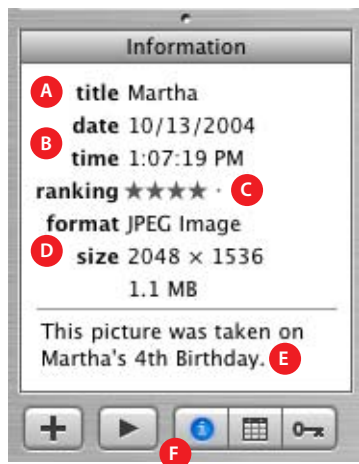 Information
A title Martha
date 10/13/2004
B
time 1:07:19 PM
ranking ★★★★ · C
format JPEG Image
D size 2048 × 1536
1.1 MB
This picture was taken on
Martha's 4th Birthday. E
F